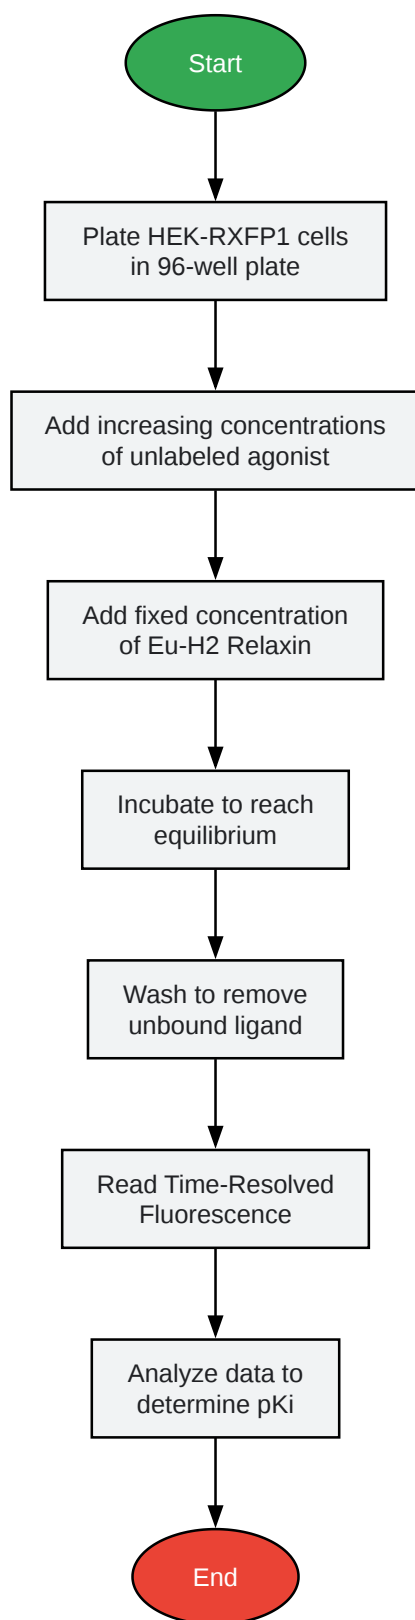 Start
Plate HEK-RXFP1 cells
in 96-well plate
Add increasing concentrations
of unlabeled agonist
Add fixed concentration
of Eu-H2 Relaxin
Incubate to reach
equilibrium
Wash to remove
unbound ligand
Read Time-Resolved
Fluorescence
Analyze data to
determine pKi
End